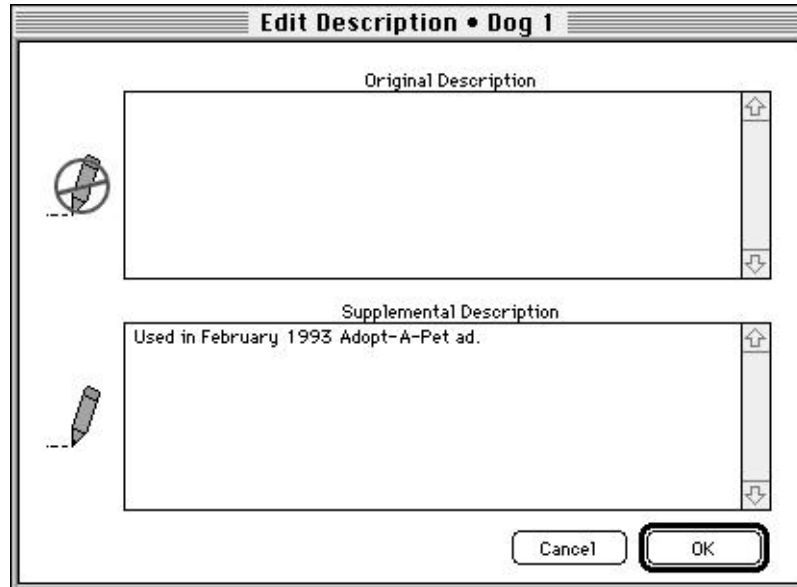 Edit Description • Dog 1
Original Description
Supplemental Description
Used in February 1993 Adopt-A-Pet ad.
Cancel
OK